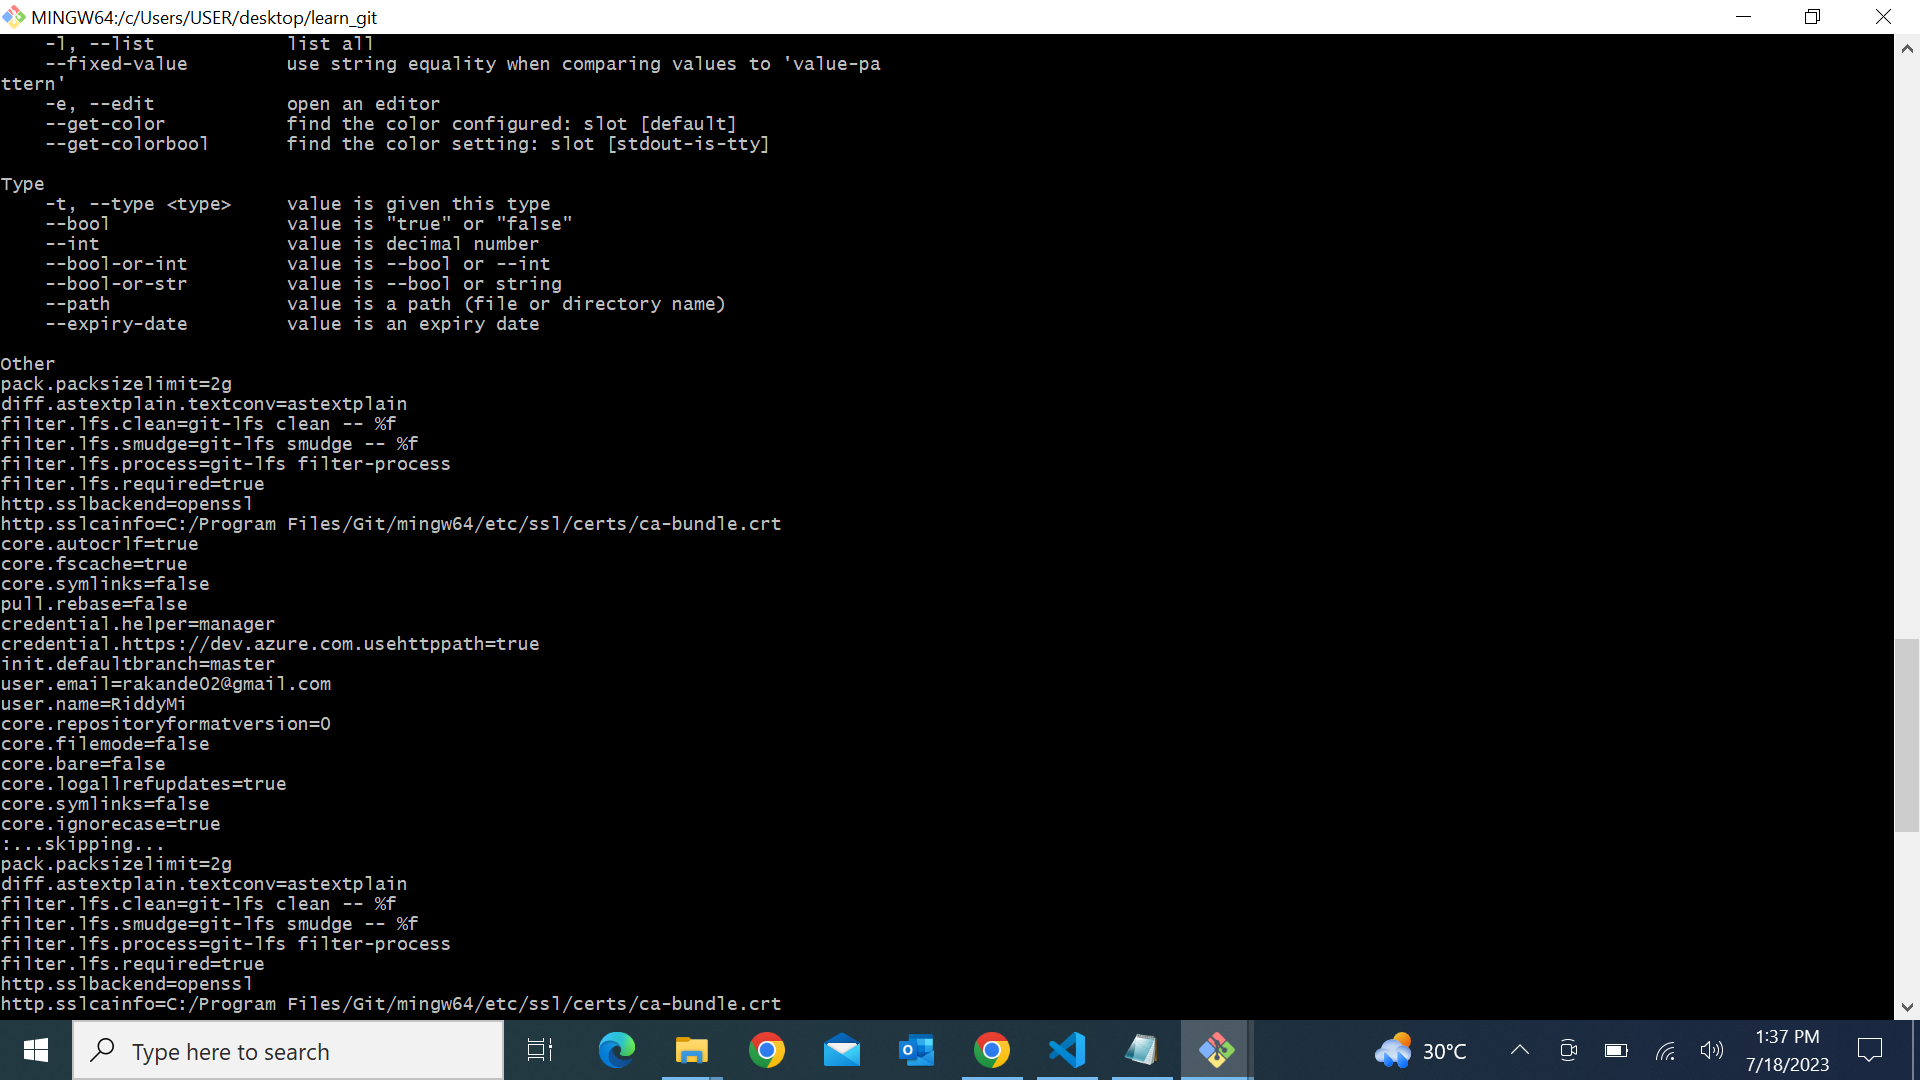 MINGW64:/c/Users/USER/desktop/learn_git
-l, --list list all
--fixed-value use string equality when comparing values to 'value-pa
ttern'
-e, --edit open an editor
--get-color find the color configured: slot [default]
--get-colorbool find the color setting: slot [stdout-is-tty]
Type
-t, --type <type> value is given this type
--bool value is "true" or "false"
--int value is decimal number
--bool-or-int value is --bool or --int
--bool-or-str value is --bool or string
--path value is a path (file or directory name)
--expiry-date value is an expiry date
Other
pack.packsizelimit=2g
diff.astextplain.textconv=astextplain
filter.lfs.clean=git-lfs clean -- %f
filter.lfs.smudge=git-lfs smudge -- %f
filter.lfs.process=git-lfs filter-process
filter.lfs.required=true
http.sslbackend=openssl
http.sslcainfo=C:/Program Files/Git/mingw64/etc/ssl/certs/ca-bundle.crt
core.autocrlf=true
core.fscache=true
core.symlinks=false
pull.rebase=false
credential.helper=manager
credential.https://dev.azure.com.usehttppath=true
init.defaultbranch=master
user.email=rakande02@gmail.com
user.name=RiddyMi
core.repositoryformatversion=0
core.filemode=false
core.bare=false
core.logallrefupdates=true
core.symlinks=false
core.ignorecase=true
:...skipping...
pack.packsizelimit=2g
diff.astextplain.textconv=astextplain
filter.lfs.clean=git-lfs clean -- %f
filter.lfs.smudge=git-lfs smudge -- %f
filter.lfs.process=git-lfs filter-process
filter.lfs.required=true
http.sslbackend=openssl
http.sslcainfo=C:/Program Files/Git/mingw64/etc/ssl/certs/ca-bundle.crt
Type here to search
30°C
1:37 PM
7/18/2023